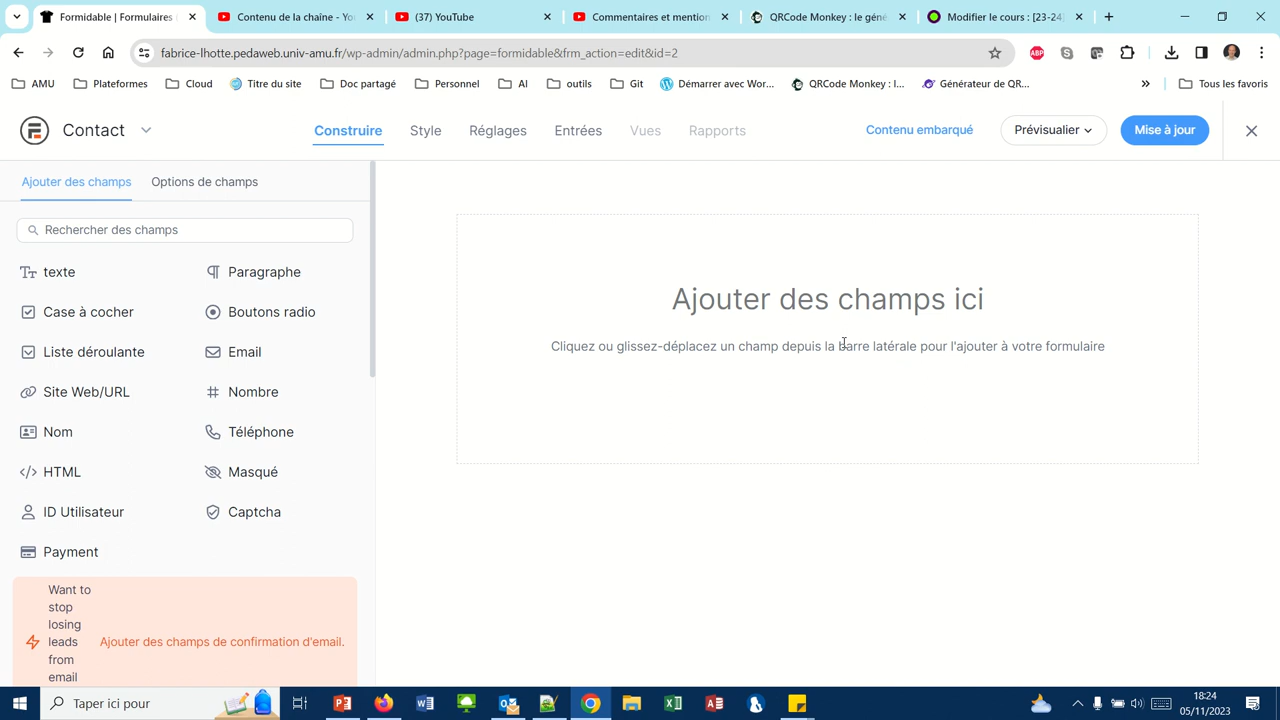 Formidable | Formulaires
Contenu de la chaîne - Yo
(37) YouTube
Commentaires et mention
QRCode Monkey : le géné
Modifier le cours : [23-24]
fabrice-lhotte.pedaweb.univ-amu.fr/wp-admin/admin.php?page=formidable&frm_action=edit&id=2
ABP
AMU
Plateformes
Cloud
Titre du site
Doc partagé
Personnel
AI
outils
Git
Démarrer avec Wor...
QRCode Monkey : l...
Générateur de QR...
Tous les favoris
Contact
Construire
Style
Réglages
Entrées
Vues
Rapports
Contenu embarqué
Prévisualier
Mise à jour
Ajouter des champs
Options de champs
Rechercher des champs
texte
Paragraphe
Case à cocher
Boutons radio
Liste déroulante
Email
Site Web/URL
Nombre
Nom
Téléphone
HTML
Masqué
ID Utilisateur
Captcha
Payment
Want to
stop
losing
leads
from
email
Ajouter des champs de confirmation d'email.
Ajouter des champs ici
Cliquez ou glissez-déplacez un champ depuis la barre latérale pour l'ajouter à votre formulaire
Taper ici pour
18:24
05/11/2023